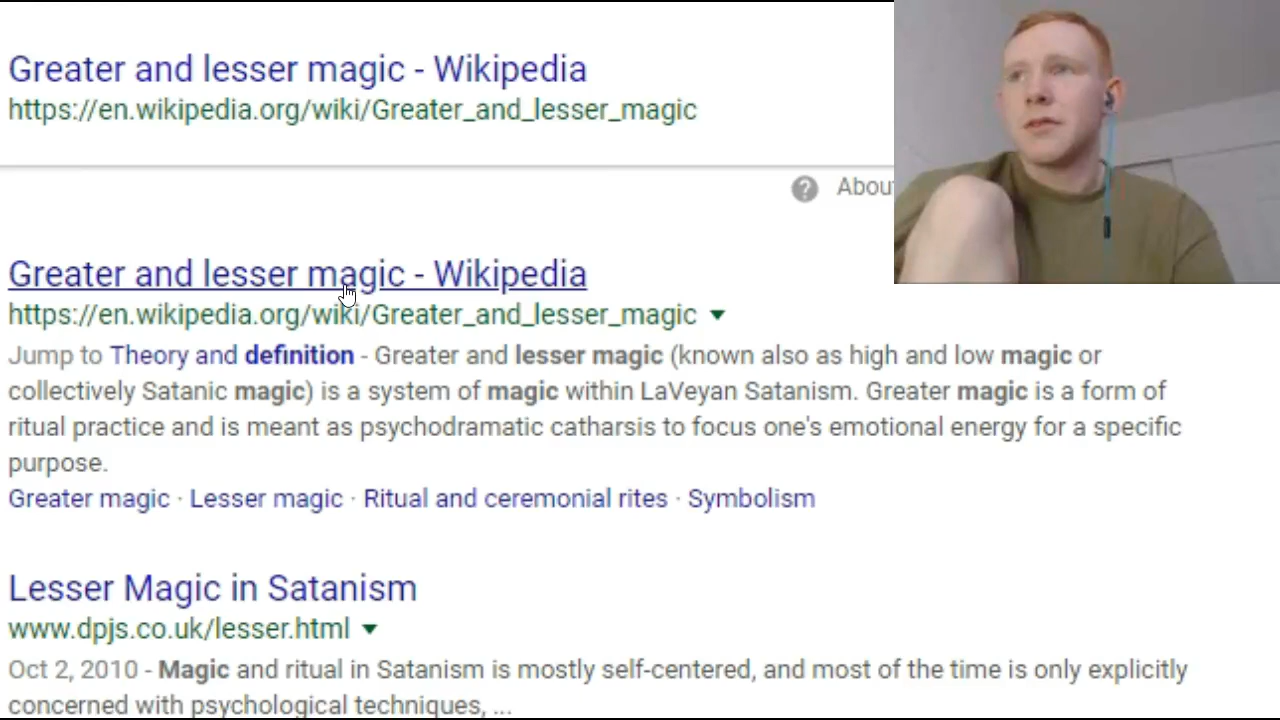 Greater and lesser magic - Wikipedia
https://en.wikipedia.org/wiki/Greater_and_lesser_magic
Greater and lesser magic - Wikipedia
https://en.wikipedia.org/wiki/Greater_and_lesser_magic
Jump to Theory and definition - Greater and lesser magic (known also as high and low magic or
collectively Satanic magic) is a system of magic within LaVeyan Satanism. Greater magic is a form of
ritual practice and is meant as psychodramatic catharsis to focus one's emotional energy for a specific
purpose.
Greater magic · Lesser magic · Ritual and ceremonial rites · Symbolism
Lesser Magic in Satanism
www.dpjs.co.uk/lesser.html
Oct 2, 2010 - Magic and ritual in Satanism is mostly self-centered, and most of the time is only explicitly
concerned with psychological techniques, ...